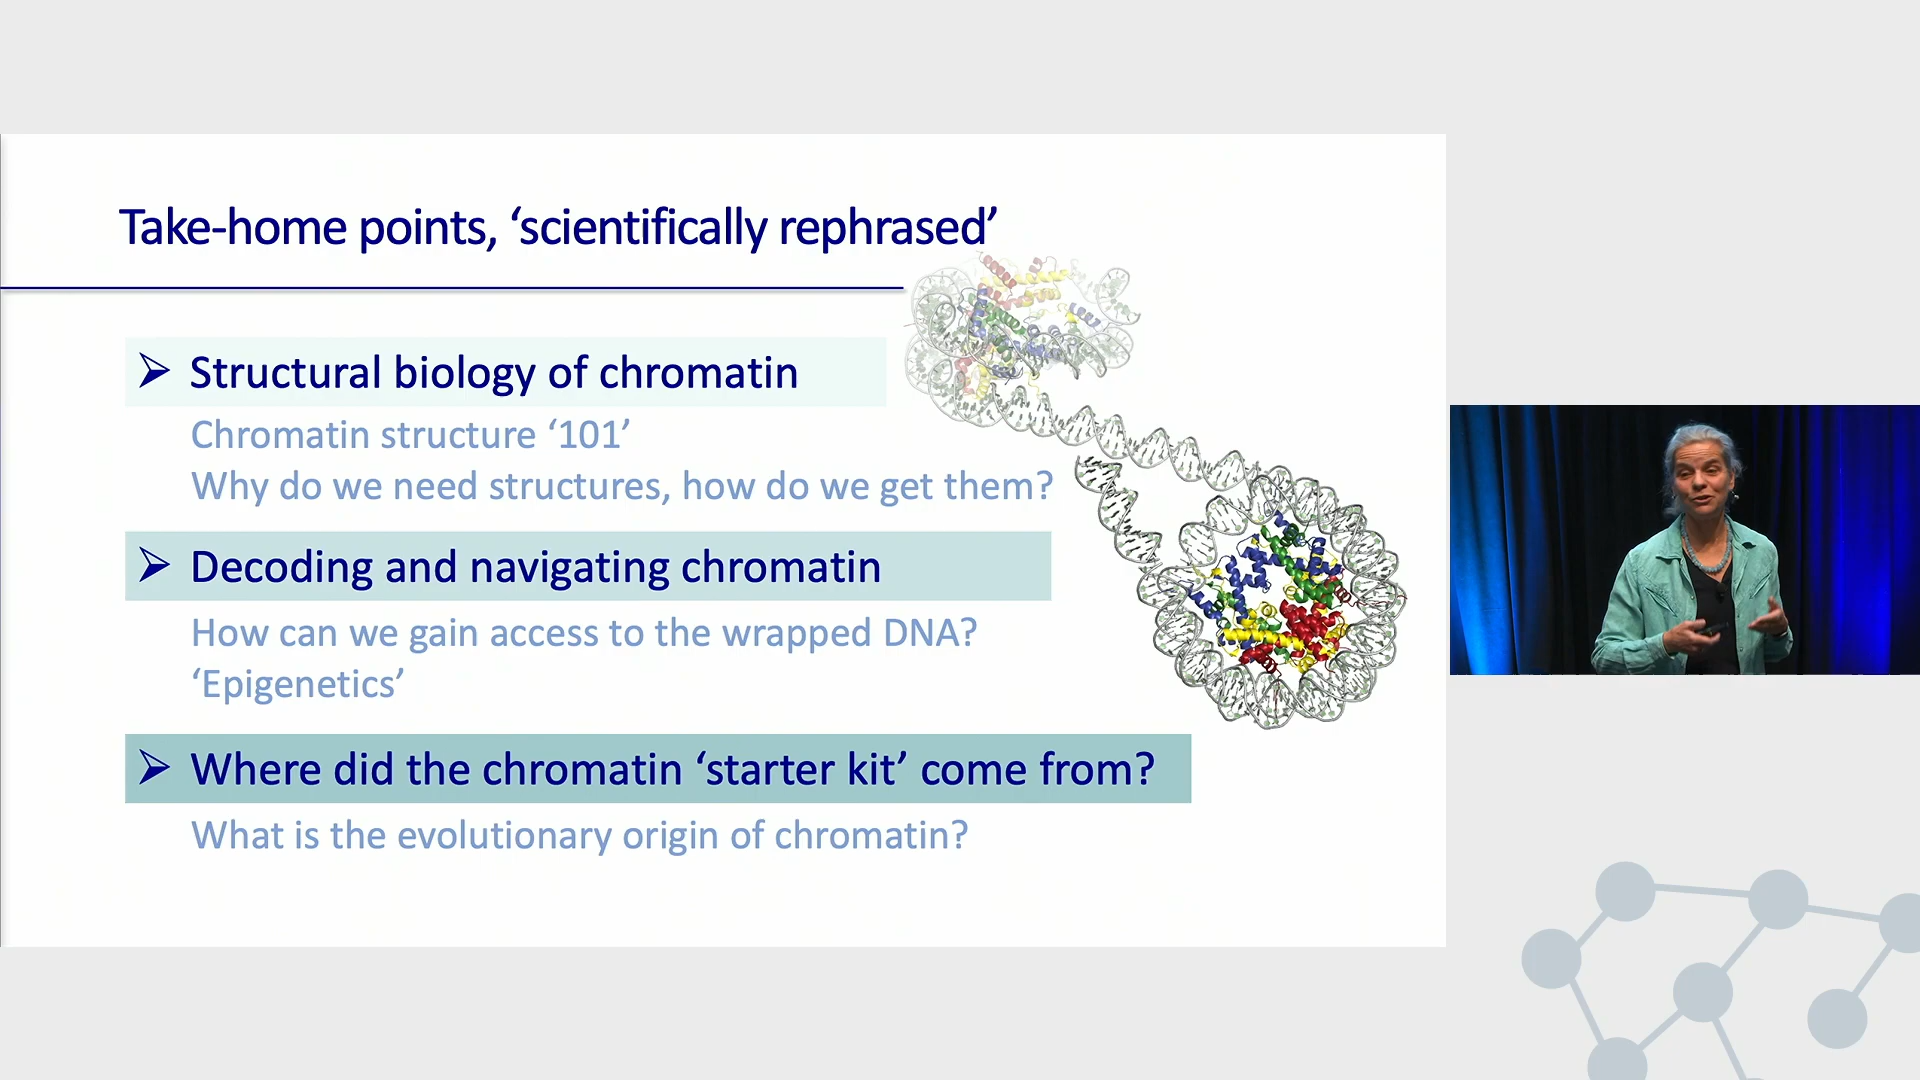 Take-home points, ‘scientifically rephrased’
Structural biology of chromatin
Chromatin structure ‘101’
Why do we need structures, how do we get them?
Decoding and navigating chromatin
How can we gain access to the wrapped DNA?
‘Epigenetics’
Where did the chromatin ‘starter kit’ come from?
What is the evolutionary origin of chromatin?